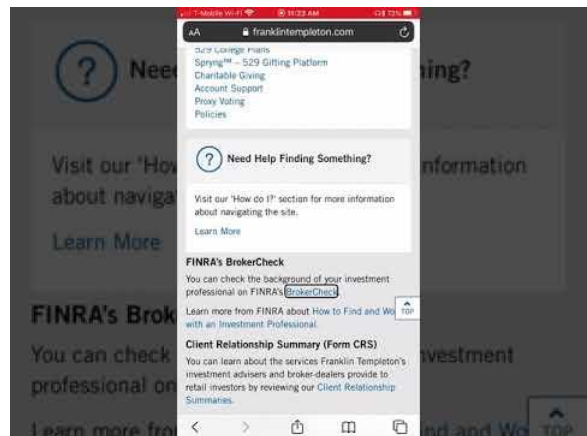 T-Mobile Wi-Fi
11:23 AM
73%
AA
franklintempleton.com
529 College Plans
Spryng™ – 529 Gifting Platform
Charitable Giving
Account Support
Proxy Voting
Policies
?
Need Help Finding Something?
Visit our 'How do I?' section for more information
about navigating the site.
Learn More
FINRA's BrokerCheck
You can check the background of your investment
professional on FINRA's BrokerCheck.
Learn more from FINRA about How to Find and Wo
with an Investment Professional.
TOP
Client Relationship Summary (Form CRS)
You can learn about the services Franklin Templeton's
investment advisers and broker-dealers provide to
retail investors by reviewing our Client Relationship
Summaries.
?
Nee
ing?
Visit our 'How
nformation
about naviga
Learn More
FINRA's Brok
You can check
vestment
professional on
Learn more fro
nd and Wo
TOP